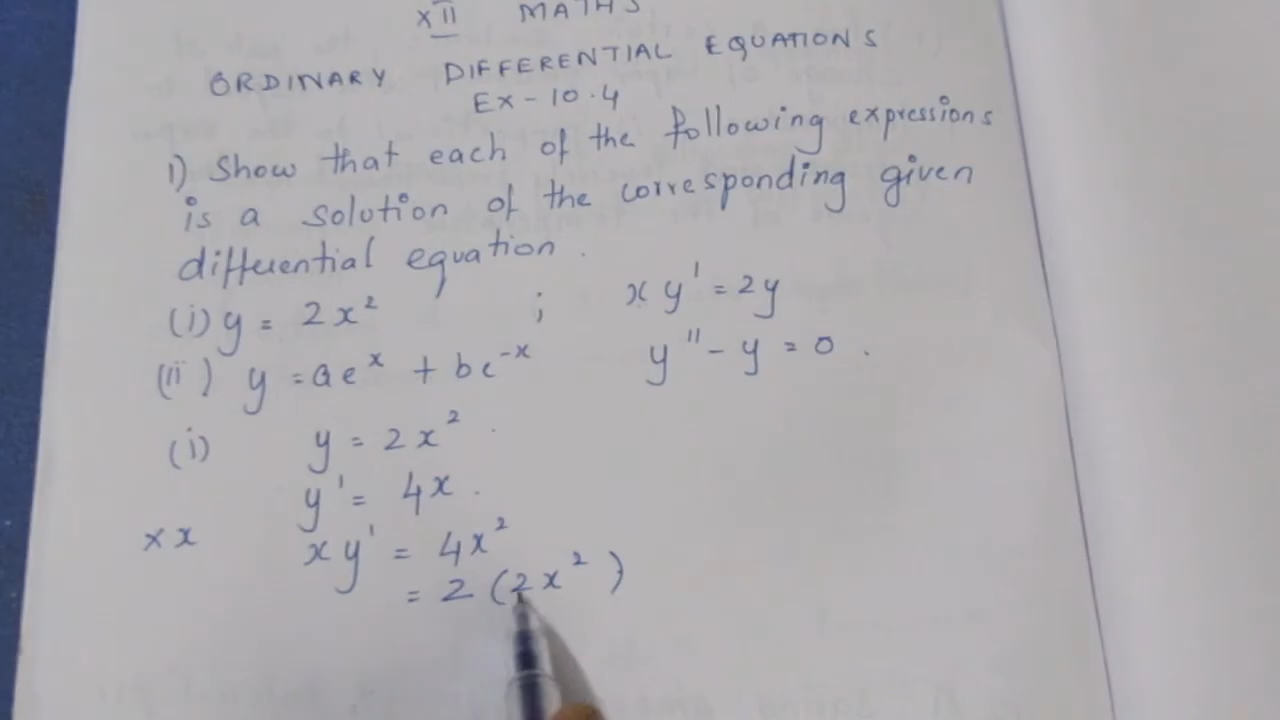 XII MATHS
ORDINARY DIFFERENTIAL EQUATIONS
EX - 10.4
1) Show that each of the following expressions
is a solution of the corresponding given
differential equation.
(i) y = 2x² ; xy' = 2y
(ii) y = ae^x + be^-x y'' - y = 0.
(i) y = 2x².
y' = 4x.
×x xy' = 4x²
= 2(2x²)